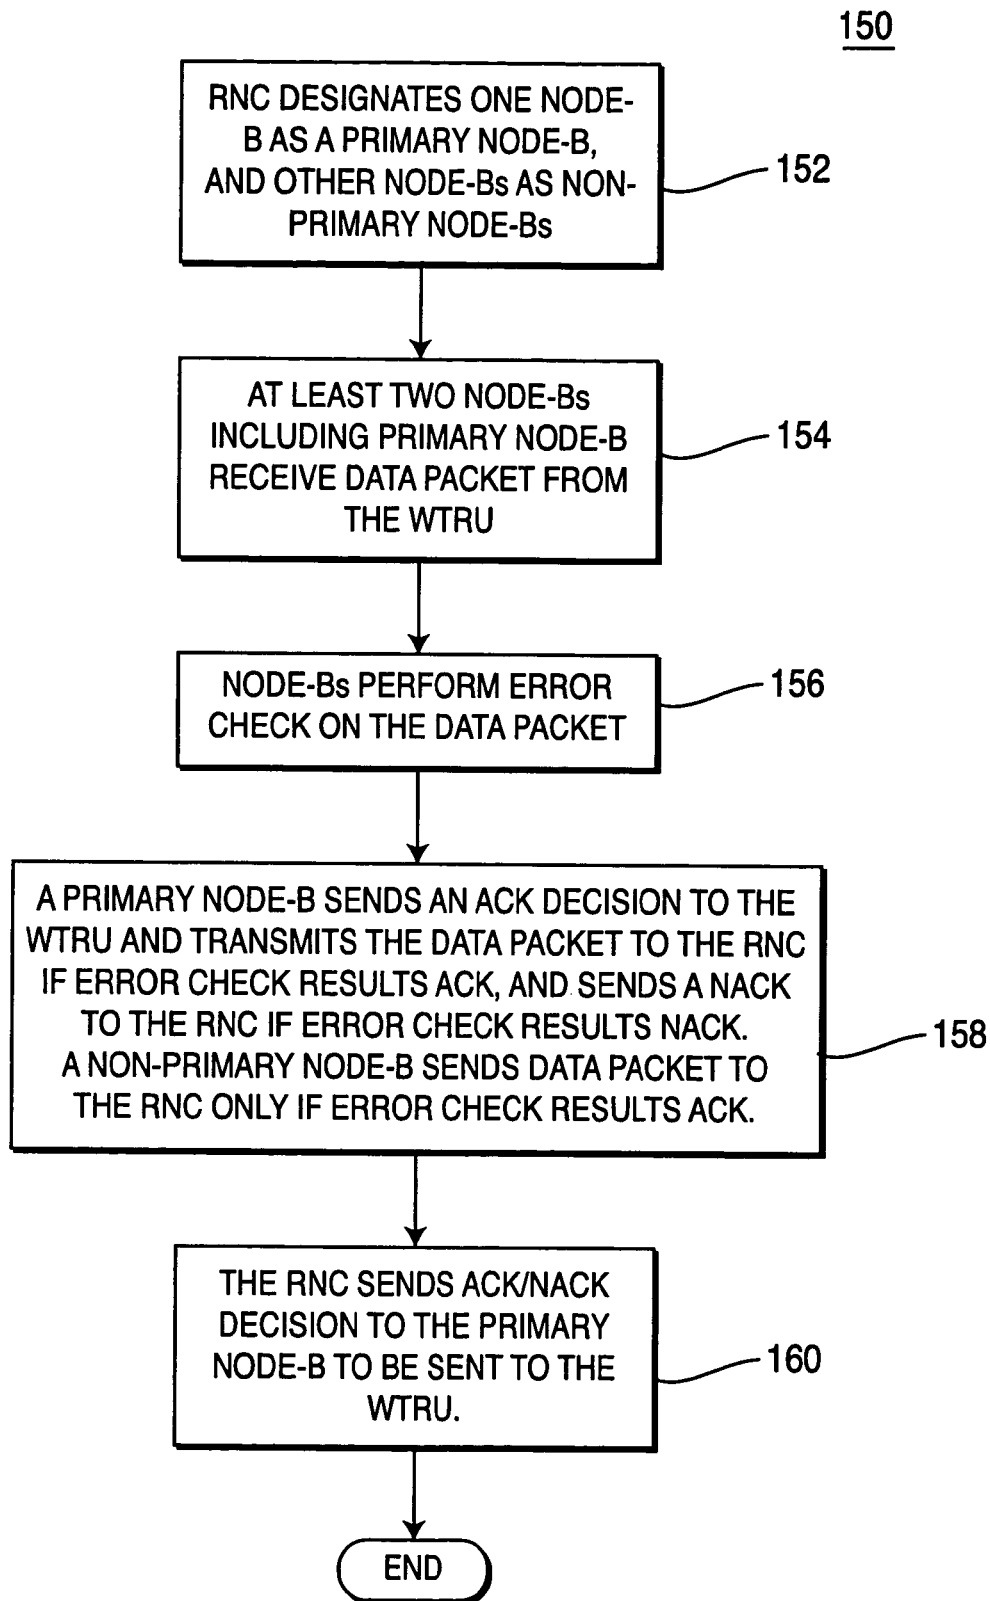 150
RNC DESIGNATES ONE NODE-
B AS A PRIMARY NODE-B,
AND OTHER NODE-Bs AS NON-
PRIMARY NODE-Bs
152
AT LEAST TWO NODE-Bs
INCLUDING PRIMARY NODE-B
RECEIVE DATA PACKET FROM
THE WTRU
154
NODE-Bs PERFORM ERROR
CHECK ON THE DATA PACKET
156
A PRIMARY NODE-B SENDS AN ACK DECISION TO THE
WTRU AND TRANSMITS THE DATA PACKET TO THE RNC
IF ERROR CHECK RESULTS ACK, AND SENDS A NACK
TO THE RNC IF ERROR CHECK RESULTS NACK.
A NON-PRIMARY NODE-B SENDS DATA PACKET TO
THE RNC ONLY IF ERROR CHECK RESULTS ACK.
158
THE RNC SENDS ACK/NACK
DECISION TO THE PRIMARY
NODE-B TO BE SENT TO THE
WTRU.
160
END